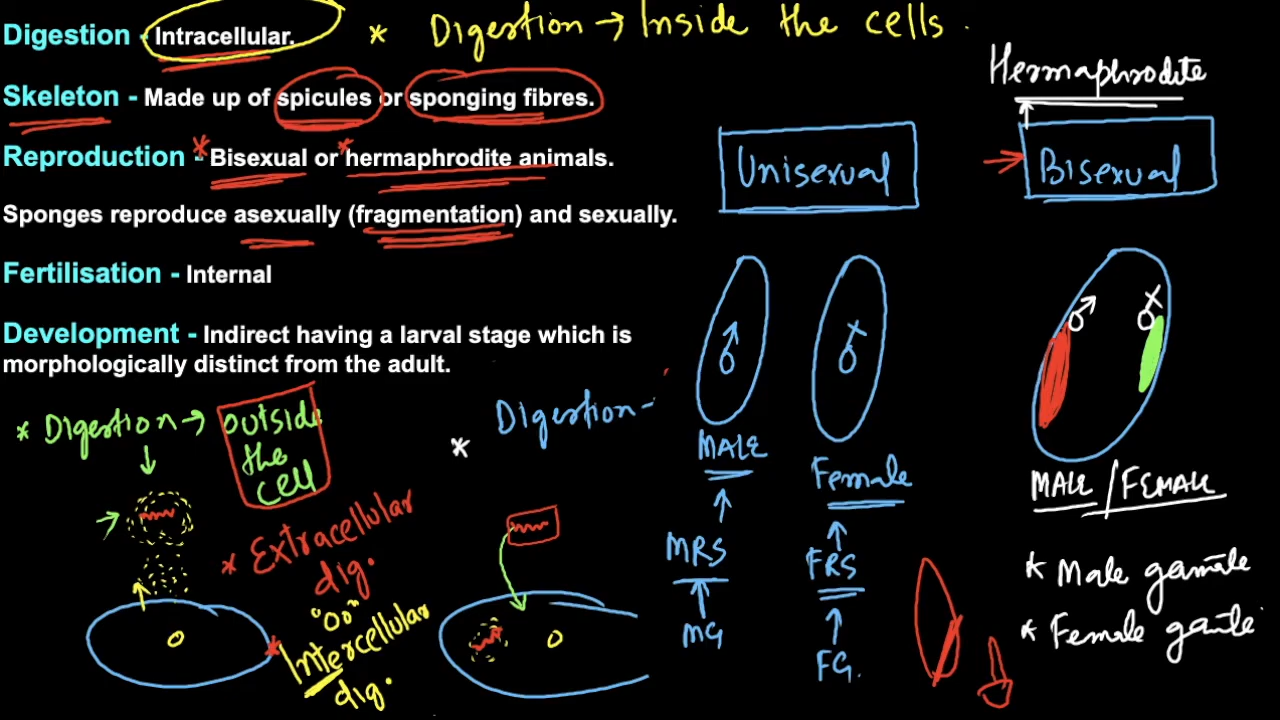 Digestion - Intracellular.
* Digestion → Inside the cells.
Skeleton - Made up of spicules or sponging fibres.
Reproduction - Bisexual or hermaphrodite animals.
Sponges reproduce asexually (fragmentation) and sexually.
Fertilisation - Internal
Development - Indirect having a larval stage which is
morphologically distinct from the adult.
Hermaphrodite
Unisexual
Bisexual
♂
♀
♂ ♀
MALE
Female
MALE / FEMALE
MRS
FRS
MG
FG.
* Male gamate
* Female gamte
* Digestion → outside
the
cell
* Extracellular
dig.
"OO"
* Intercellular
dig.
* Digestion -